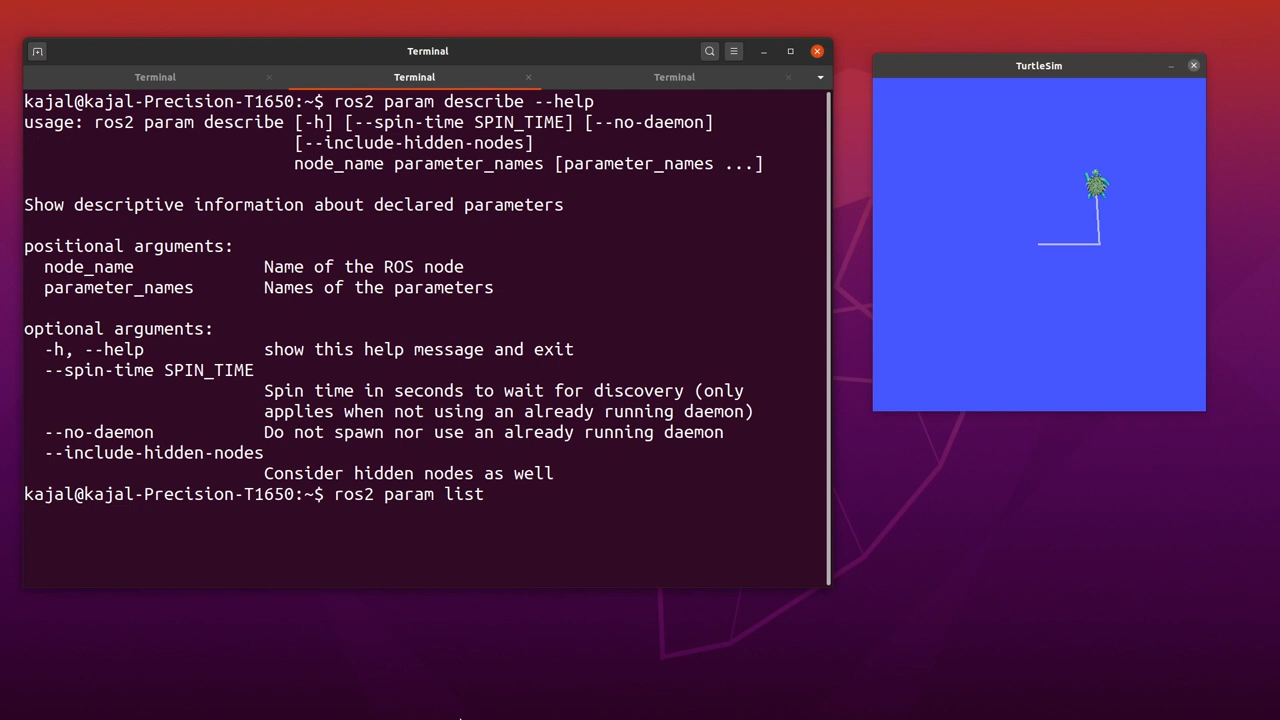 Terminal
Terminal
Terminal
Terminal
kajal@kajal-Precision-T1650:~$ ros2 param describe --help
usage: ros2 param describe [-h] [--spin-time SPIN_TIME] [--no-daemon]
[--include-hidden-nodes]
node_name parameter_names [parameter_names ...]
Show descriptive information about declared parameters
positional arguments:
node_name Name of the ROS node
parameter_names Names of the parameters
optional arguments:
-h, --help show this help message and exit
--spin-time SPIN_TIME
Spin time in seconds to wait for discovery (only
applies when not using an already running daemon)
--no-daemon Do not spawn nor use an already running daemon
--include-hidden-nodes
Consider hidden nodes as well
kajal@kajal-Precision-T1650:~$ ros2 param list
TurtleSim